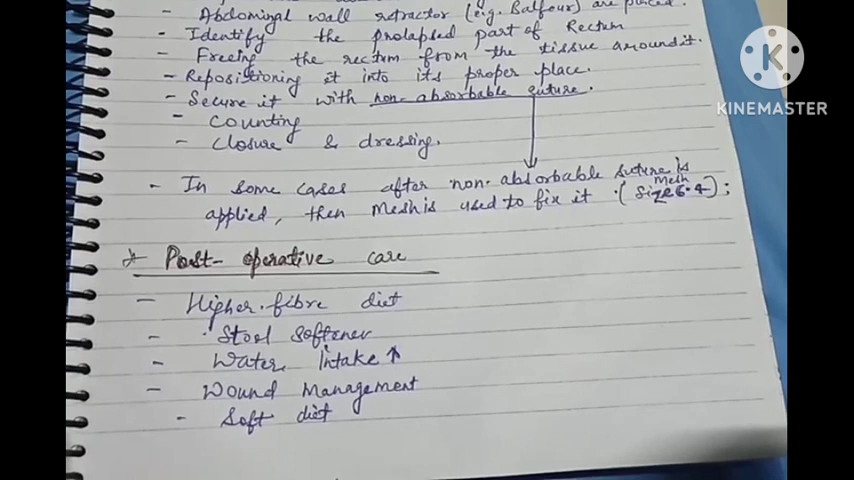 - Abdominal wall retractor (e.g. Balfour) are placed.
- Identify the prolapsed part of Rectum
- Freeing the rectum from the tissue around it.
- Repositioning it into its proper place.
- Secure it with non-absorbable suture.
- Counting
- Closure & dressing.
- In some cases after non-absorbable suture is
applied, then Mesh is used to fix it. (mesh size 6.4);
* Post-operative care
- Higher-fibre diet
- Stool Softener
- Water Intake ↑
- Wound Management
- Soft diet
K
KINEMASTER